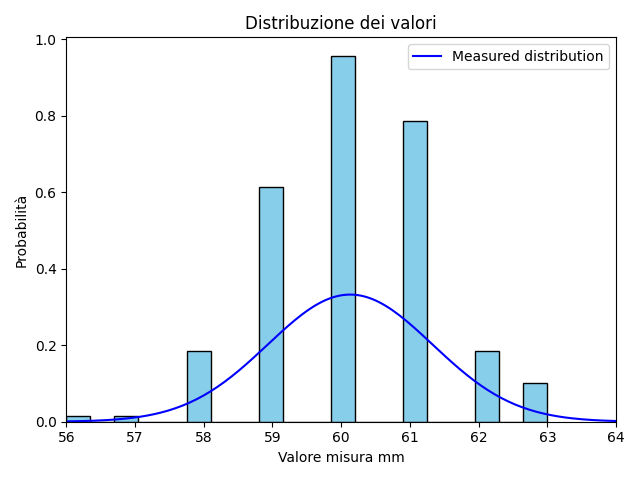 Distribuzione dei valori
Measured distribution
Probabilità
1.0
0.8
0.6
0.4
0.2
0.0
56 57 58 59 60 61 62 63 64
Valore misura mm